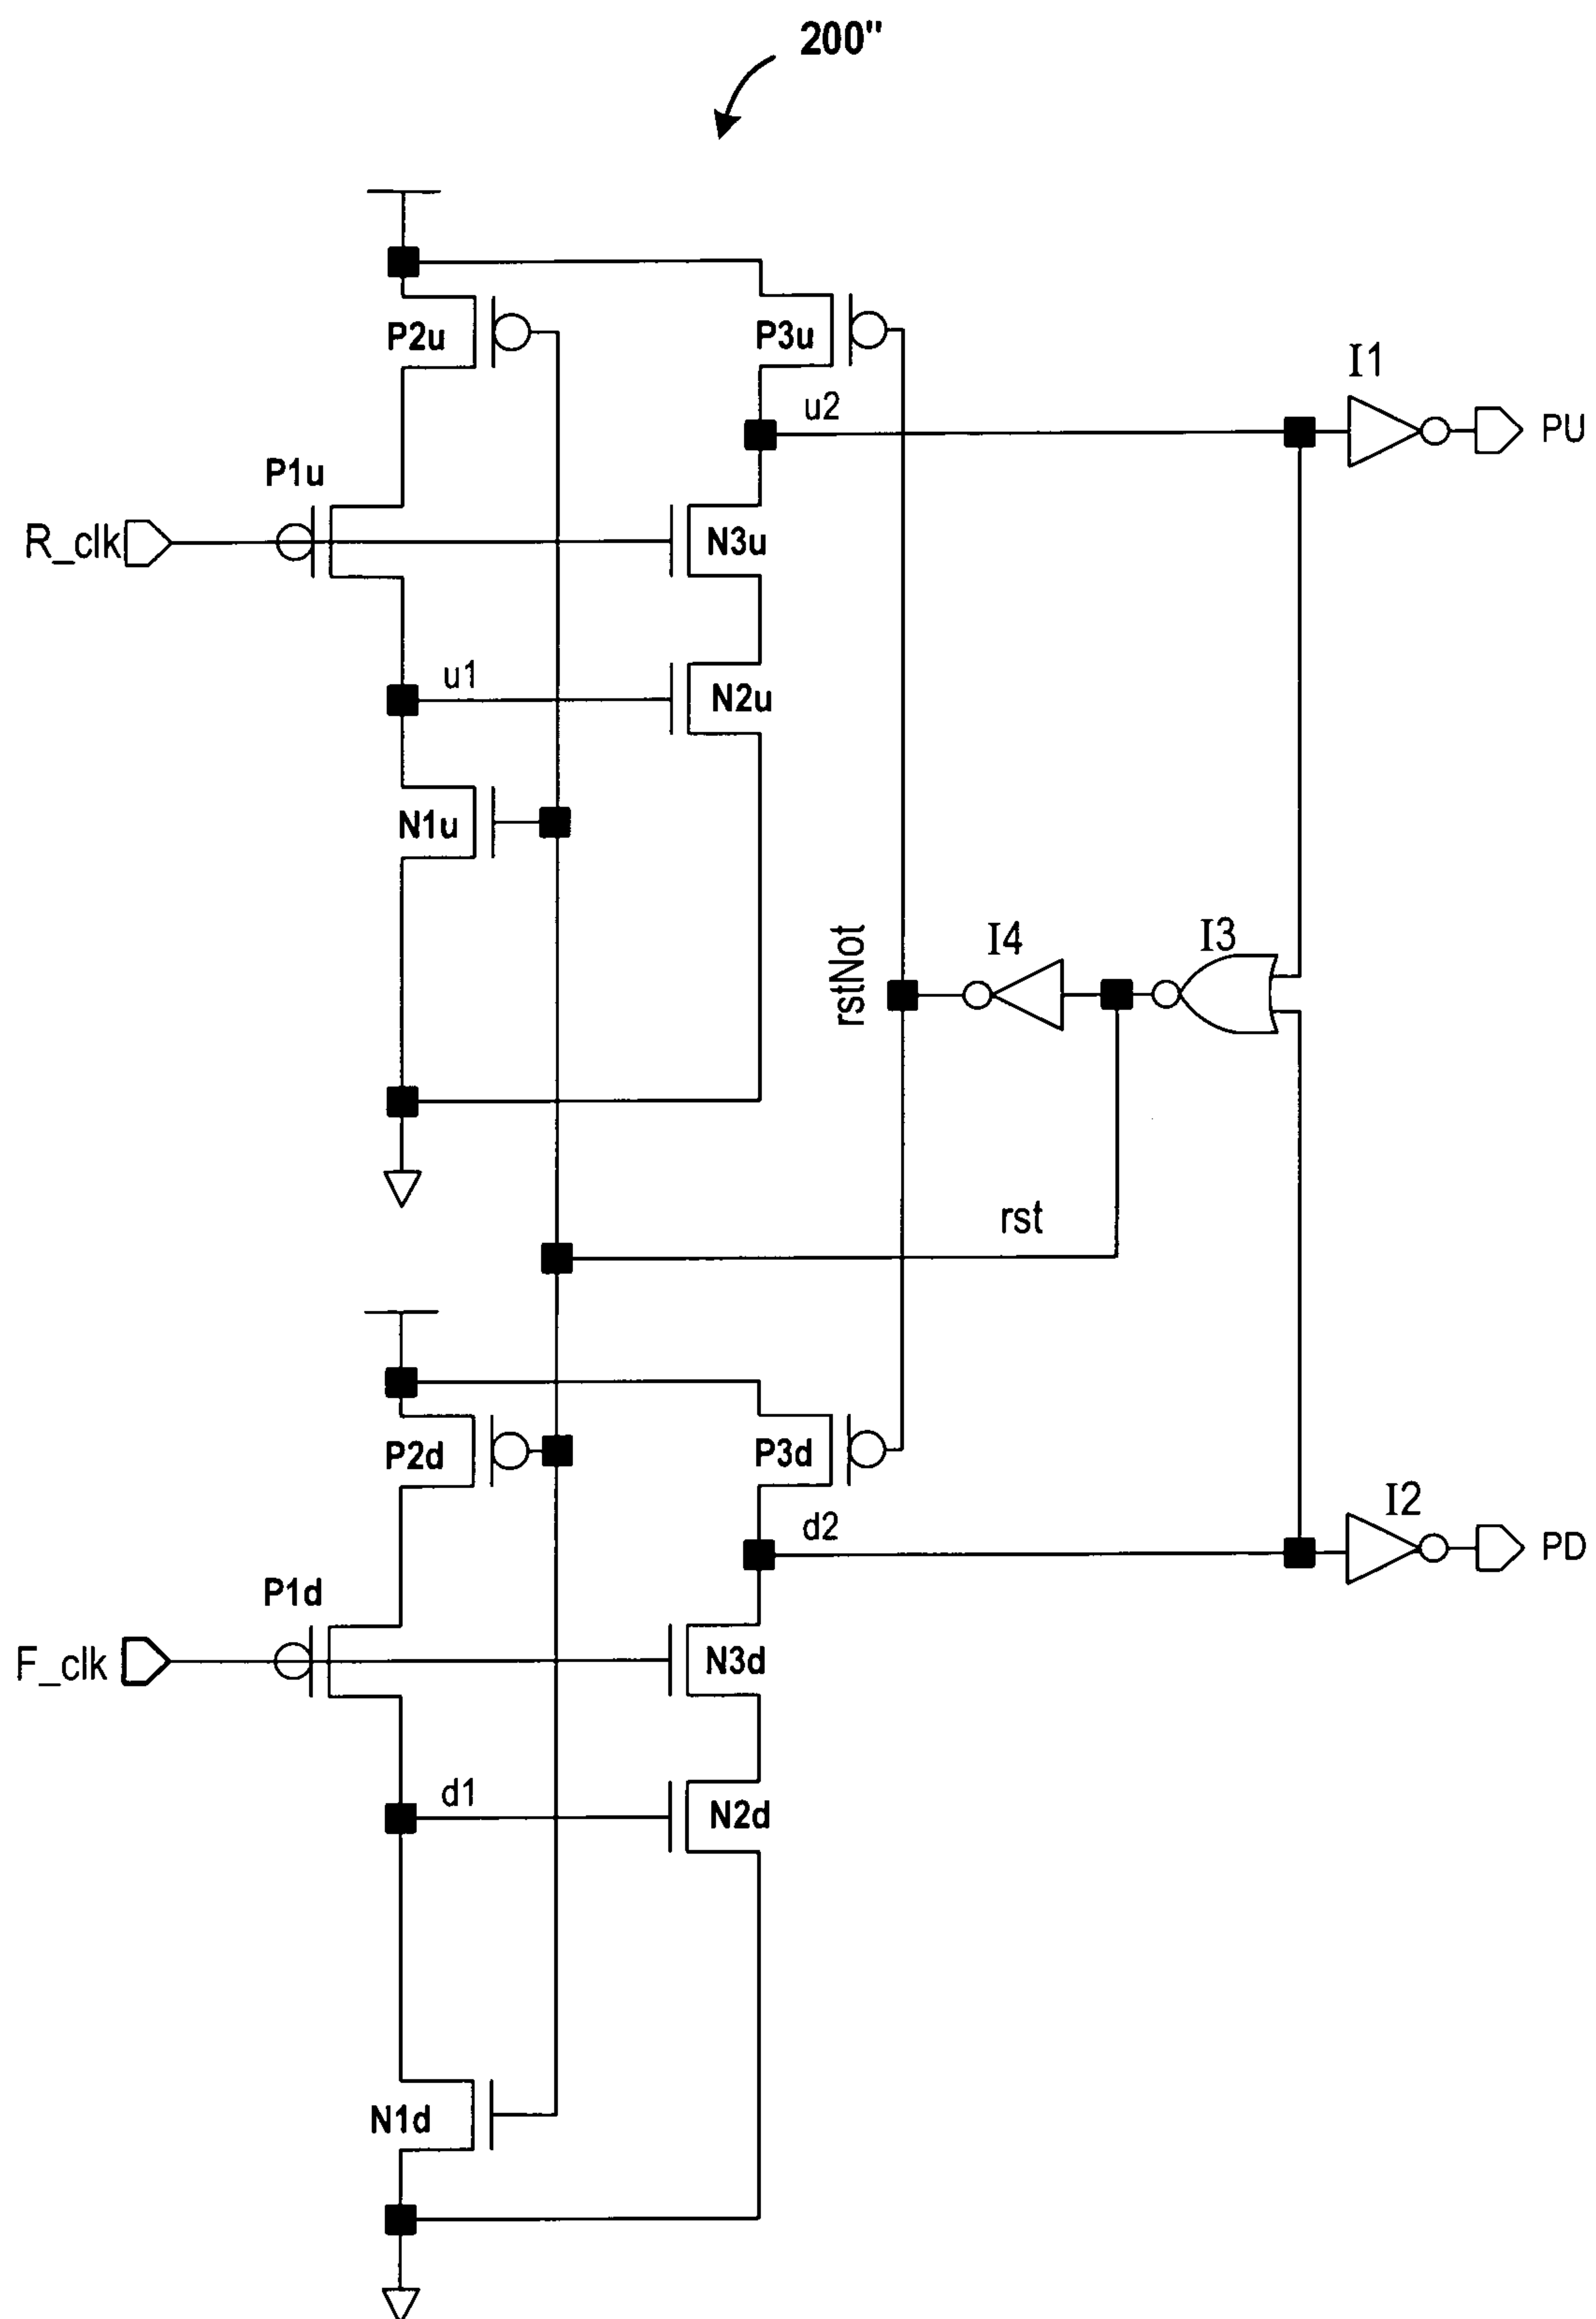 200"
P2u
P3u
I1
u2
PU
P1u
R_clk
N3u
u1
N2u
N1u
rstNot
I4
I3
rst
P2d
P3d
I2
d2
PD
P1d
F_clk
N3d
d1
N2d
N1d